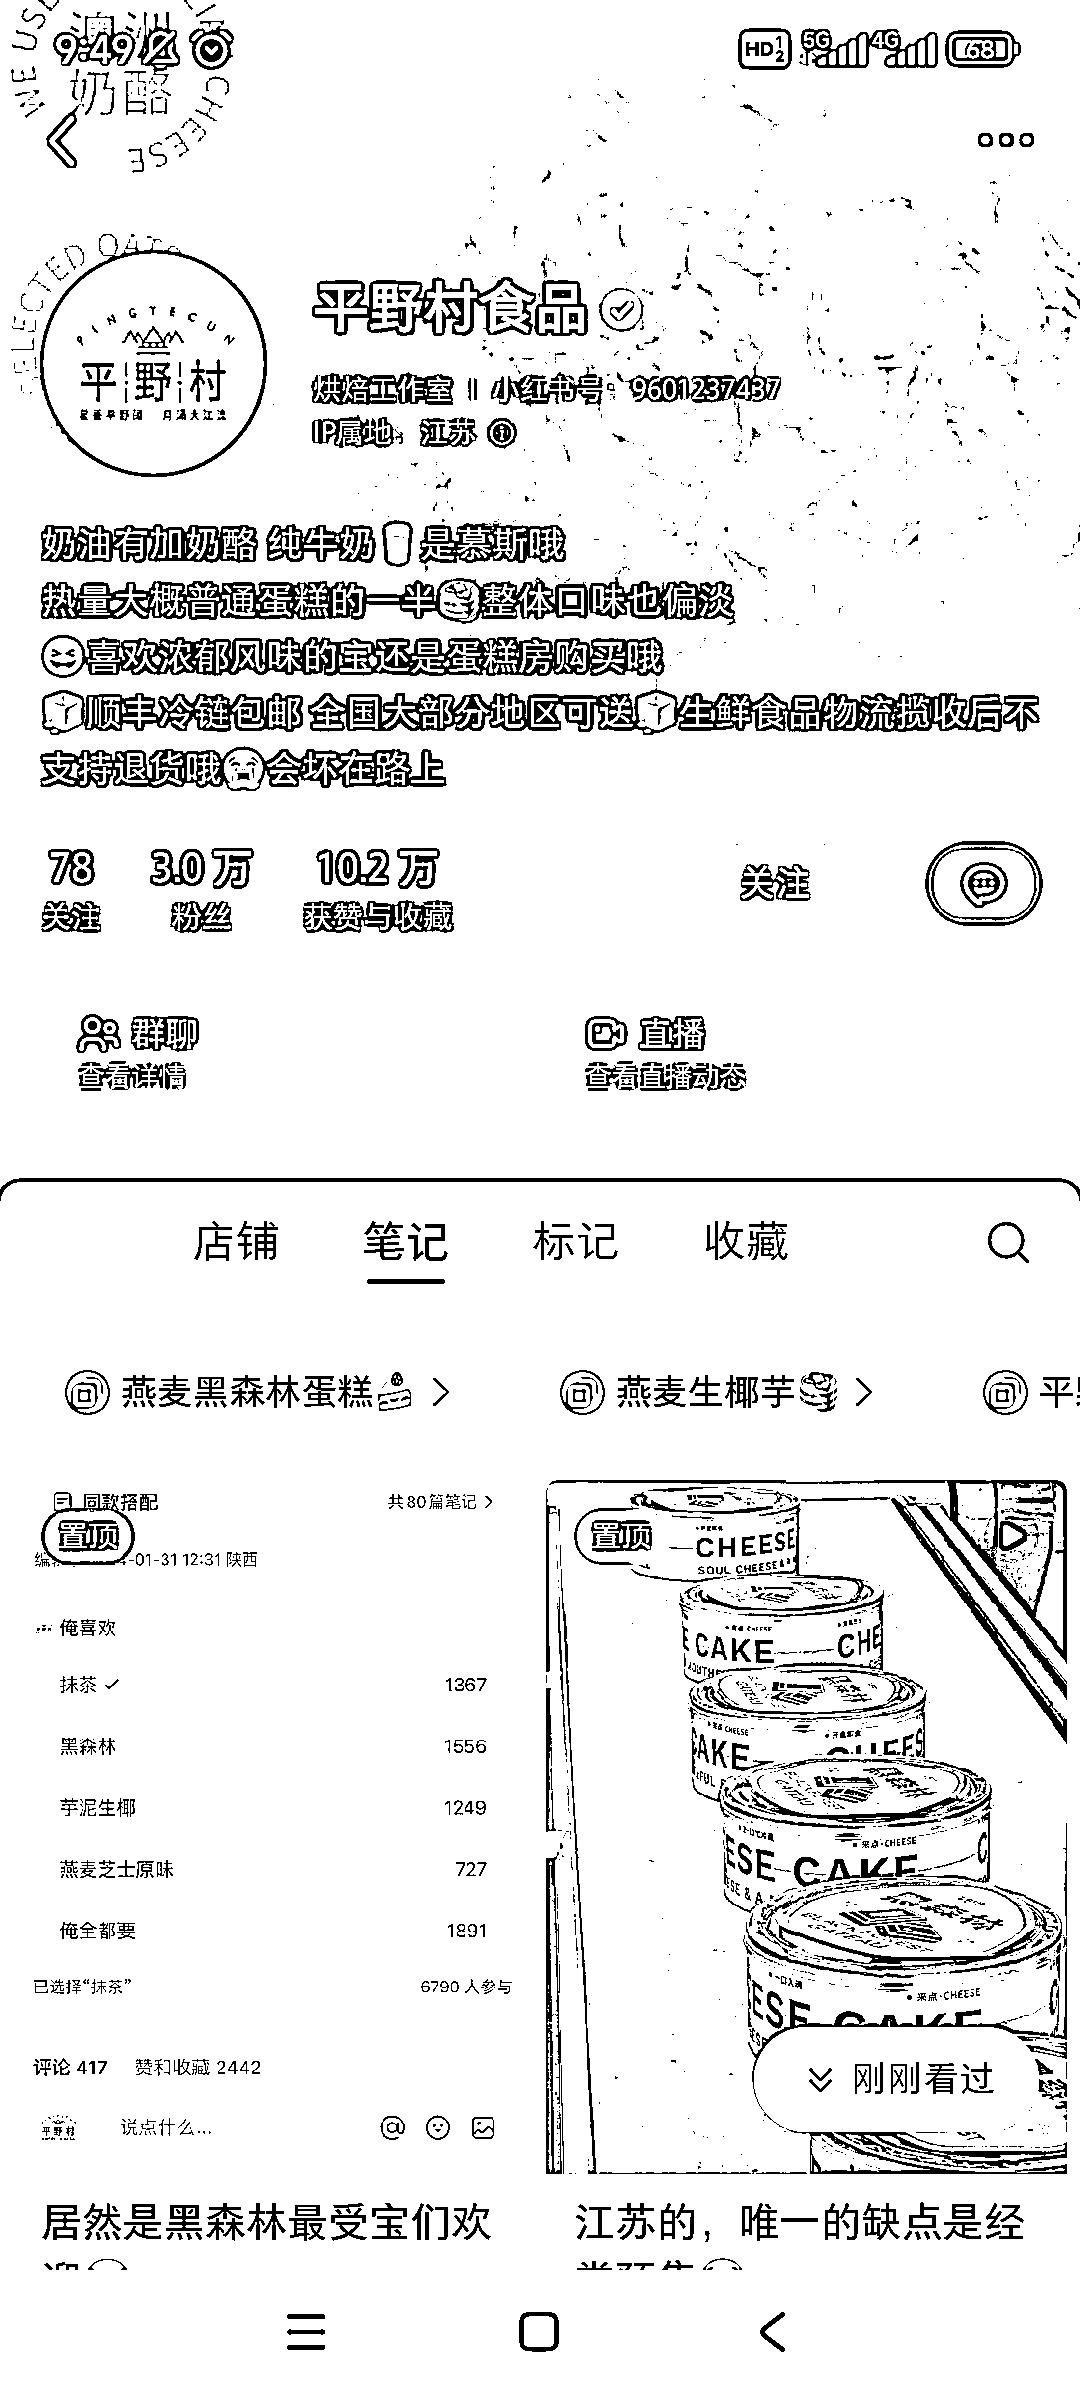 WE USE
澳洲
奶酪
CHEESE
9:49
HD 1 2
5G
4G
68
SELECTED OATS
PINGYECUN
平野村
平野村食品
烘焙工作室 | 小红书号：9601237437
IP属地：江苏
奶油有加奶酪 纯牛奶🥛是慕斯哦
热量大概普通蛋糕的一半🍰整体口味也偏淡
😆喜欢浓郁风味的宝还是蛋糕房购买哦
🧊顺丰冷链包邮 全国大部分地区可送🧊生鲜食品物流揽收后不
支持退货哦😭会坏在路上
78 3.0万 10.2万
关注 粉丝 获赞与收藏
关注
群聊
查看详情
直播
查看直播动态
店铺 笔记 标记 收藏
燕麦黑森林蛋糕🍰 >
燕麦生椰芋 >
平
同款搭配
共80篇笔记 >
置顶
-01-31 12:31 陕西
俺喜欢
抹茶 ✓ 1367
黑森林 1556
芋泥生椰 1249
燕麦芝士原味 727
俺全都要 1891
已选择“抹茶” 6790 人参与
评论 417 赞和收藏 2442
平野村
说点什么...
居然是黑森林最受宝们欢
置顶
CHEESE
SOUL CHEESE &
E CAKE
CHE
CAKE
CHEES
ESE CAKE
来点·CHEESE
ESE CAKE
来点·CHEESE
刚刚看过
江苏的，唯一的缺点是经